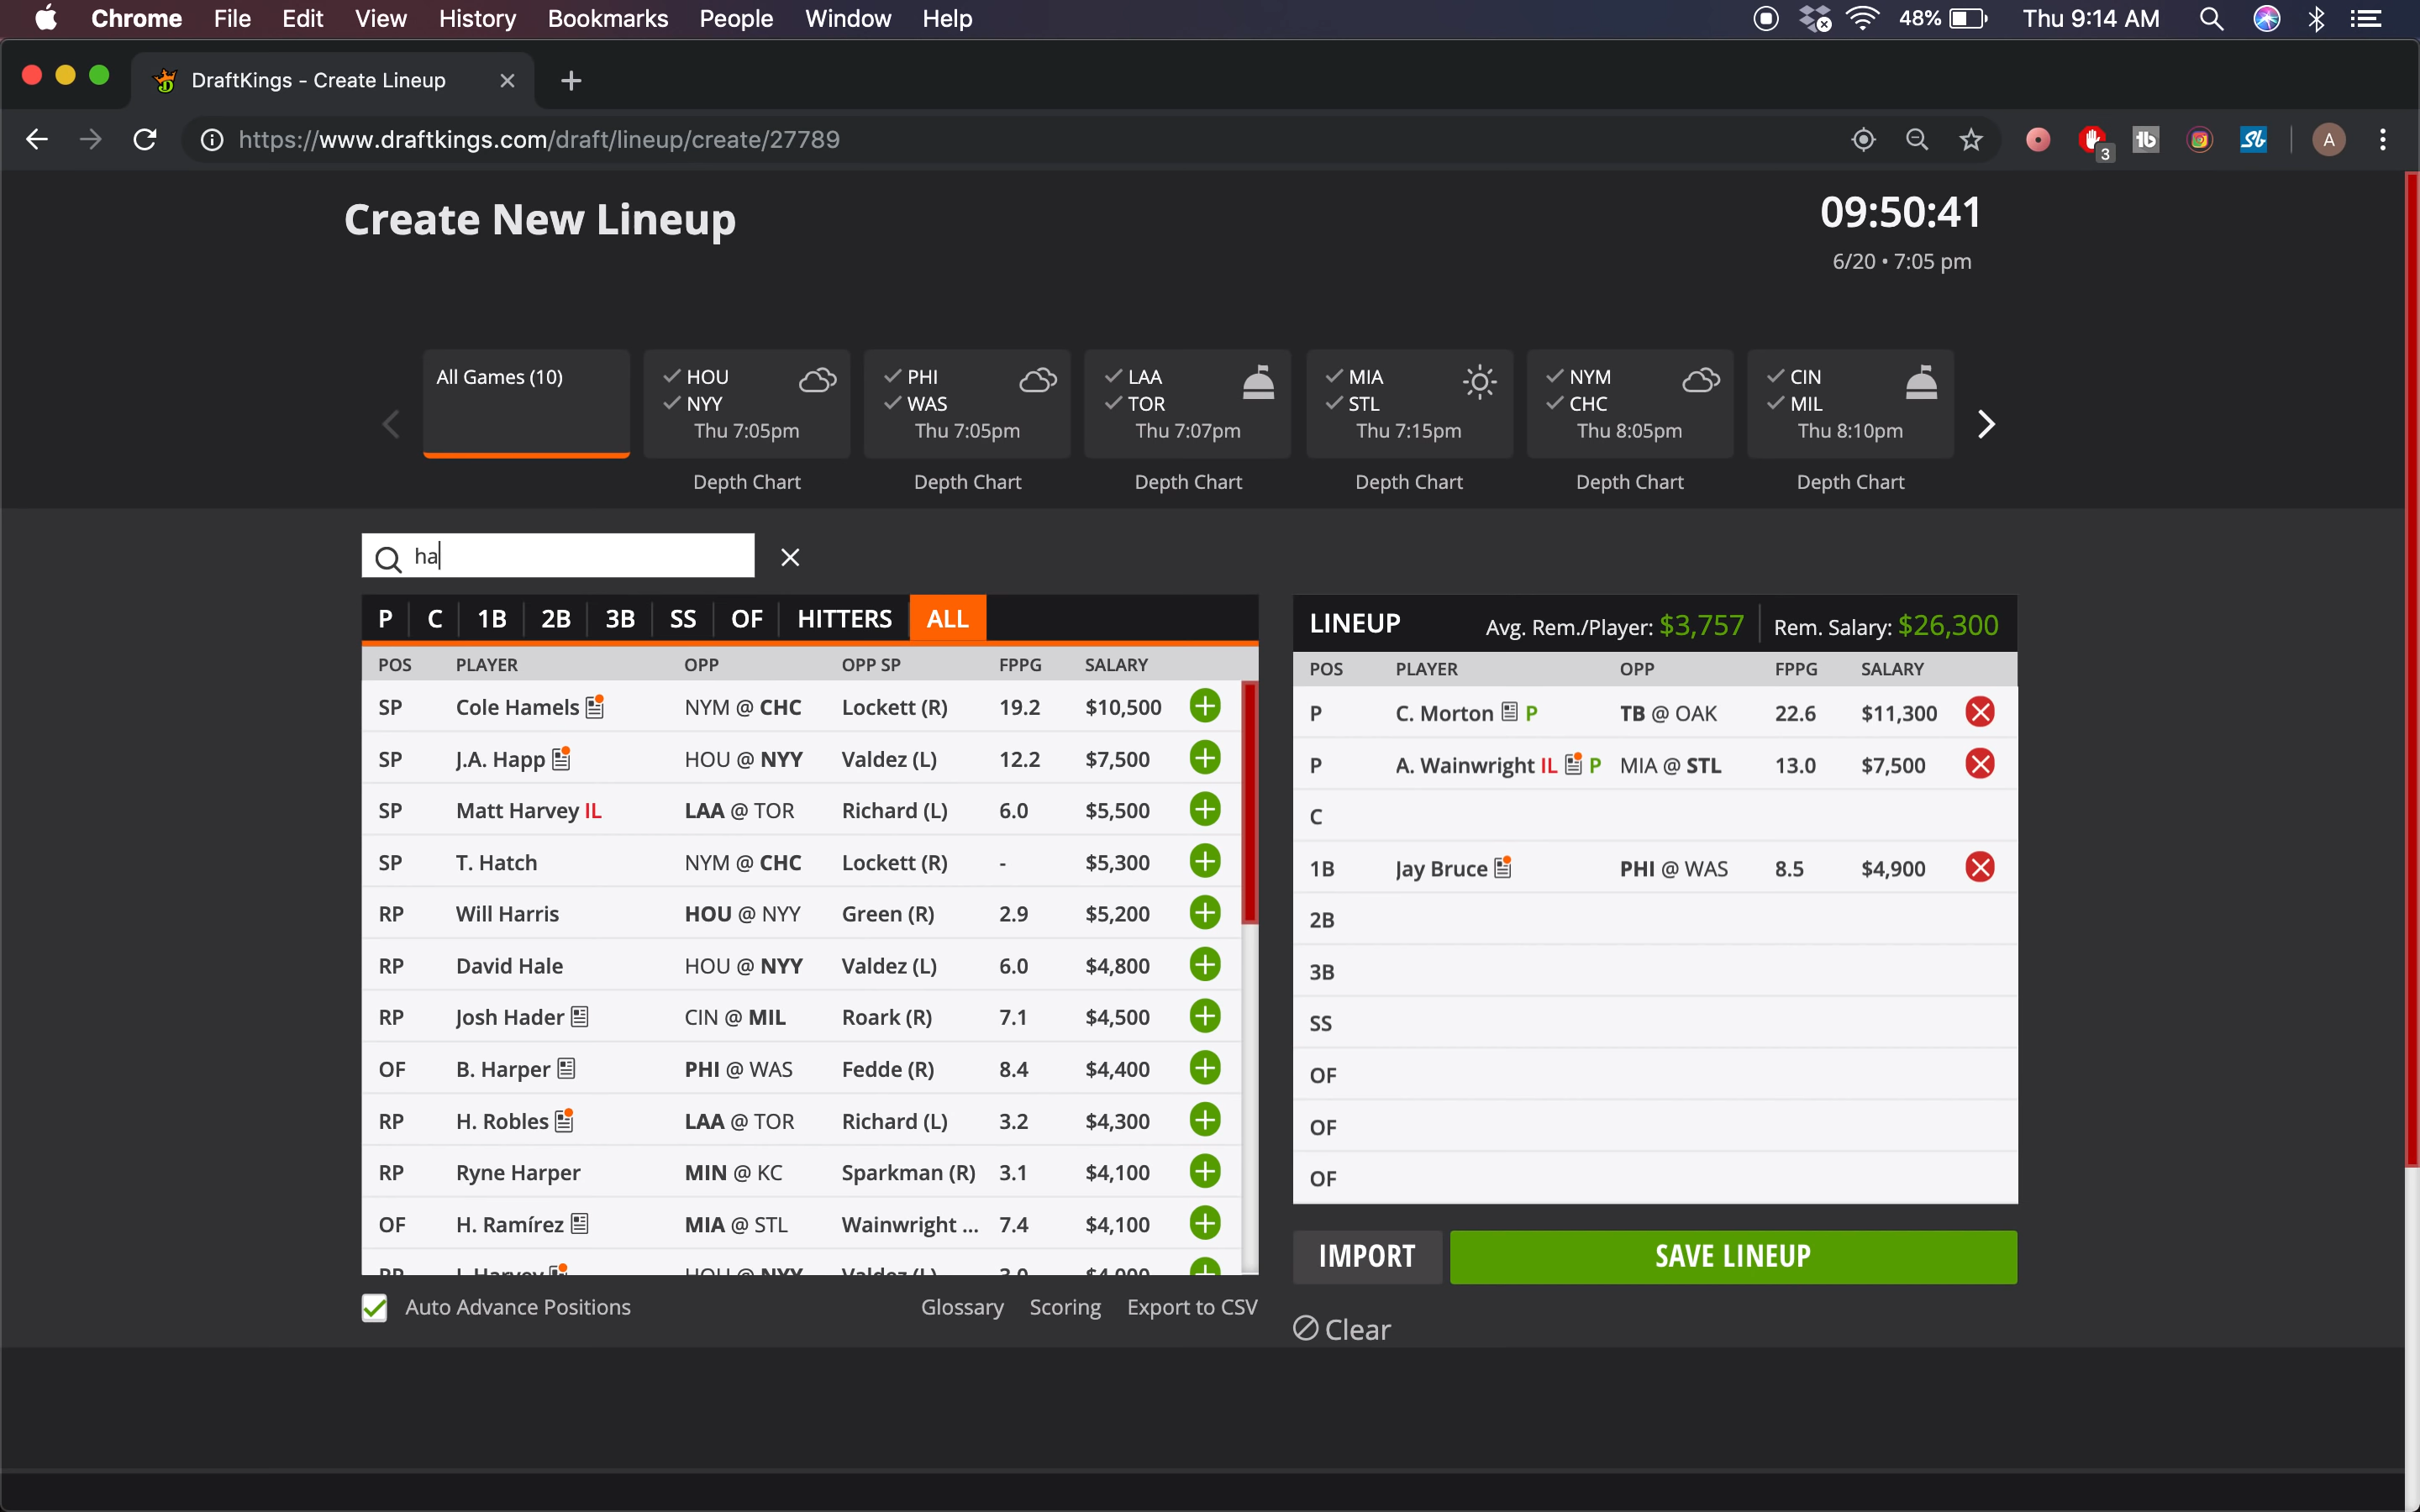 Chrome File Edit View History Bookmarks People Window Help 48% Thu 9:14 AM
DraftKings - Create Lineup
https://www.draftkings.com/draft/lineup/create/27789 3 tb Sb A
Create New Lineup
09:50:41
6/20 • 7:05 pm
All Games (10)
HOU
NYY
Thu 7:05pm
Depth Chart
PHI
WAS
Thu 7:05pm
Depth Chart
LAA
TOR
Thu 7:07pm
Depth Chart
MIA
STL
Thu 7:15pm
Depth Chart
NYM
CHC
Thu 8:05pm
Depth Chart
CIN
MIL
Thu 8:10pm
Depth Chart
ha
P C 1B 2B 3B SS OF HITTERS ALL
POS PLAYER OPP OPP SP FPPG SALARY
SP Cole Hamels NYM @ CHC Lockett (R) 19.2 $10,500
SP J.A. Happ HOU @ NYY Valdez (L) 12.2 $7,500
SP Matt Harvey IL LAA @ TOR Richard (L) 6.0 $5,500
SP T. Hatch NYM @ CHC Lockett (R) - $5,300
RP Will Harris HOU @ NYY Green (R) 2.9 $5,200
RP David Hale HOU @ NYY Valdez (L) 6.0 $4,800
RP Josh Hader CIN @ MIL Roark (R) 7.1 $4,500
OF B. Harper PHI @ WAS Fedde (R) 8.4 $4,400
RP H. Robles LAA @ TOR Richard (L) 3.2 $4,300
RP Ryne Harper MIN @ KC Sparkman (R) 3.1 $4,100
OF H. Ramírez MIA @ STL Wainwright ... 7.4 $4,100
Auto Advance Positions Glossary Scoring Export to CSV
LINEUP Avg. Rem./Player: $3,757 Rem. Salary: $26,300
POS PLAYER OPP FPPG SALARY
P C. Morton P TB @ OAK 22.6 $11,300
P A. Wainwright IL P MIA @ STL 13.0 $7,500
C
1B Jay Bruce PHI @ WAS 8.5 $4,900
2B
3B
SS
OF
OF
OF
IMPORT SAVE LINEUP
Clear